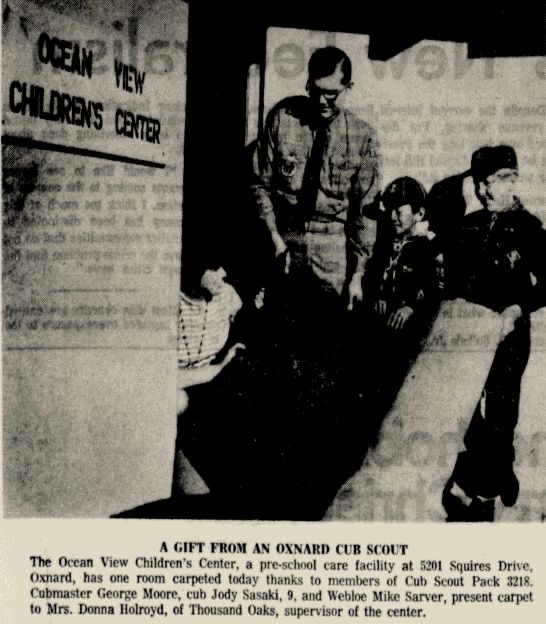 OCEAN VIEW
CHILDREN'S CENTER
A GIFT FROM AN OXNARD CUB SCOUT
The Ocean View Children's Center, a pre-school care facility at 5201 Squires Drive,
Oxnard, has one room carpeted today thanks to members of Cub Scout Pack 3218.
Cubmaster George Moore, cub Jody Sasaki, 9, and Webloe Mike Sarver, present carpet
to Mrs. Donna Holroyd, of Thousand Oaks, supervisor of the center.